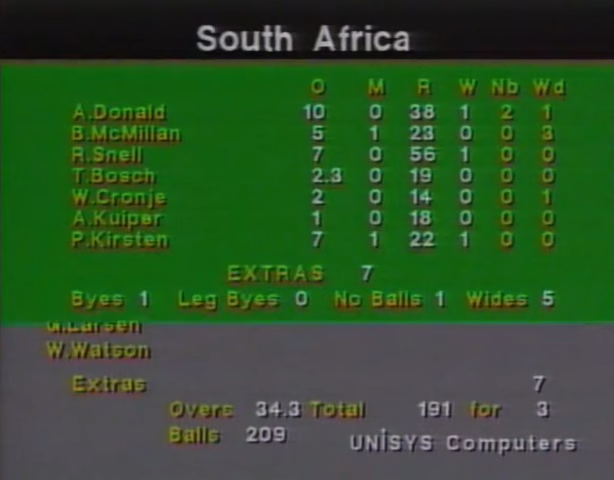 South Africa
O M R W Nb Wd
A.Donald 10 0 38 1 2 1
B.McMillan 5 1 23 0 0 3
R.Snell 7 0 56 1 0 0
T.Bosch 2.3 0 19 0 0 0
W.Cronje 2 0 14 0 0 1
A.Kuiper 1 0 18 0 0 0
P.Kirsten 7 1 22 1 0 0
EXTRAS 7
Byes 1 Leg Byes 0 No Balls 1 Wides 5
G.Larsen
W.Watson
Extras 7
Overs 34.3 Total 191 for 3
Balls 209
UNISYS Computers